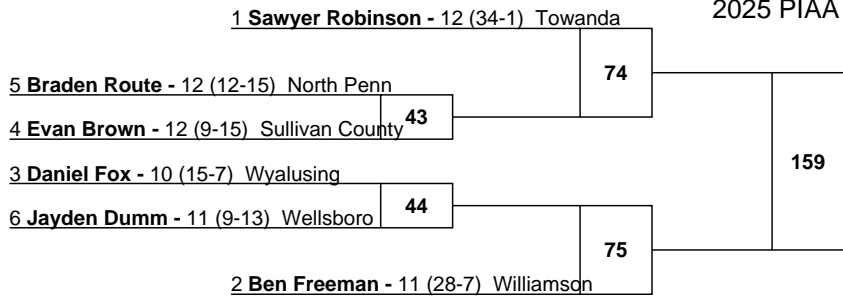 2025 PIAA
1 Sawyer Robinson - 12 (34-1) Towanda
74
5 Braden Route - 12 (12-15) North Penn
43
4 Evan Brown - 12 (9-15) Sullivan County
159
3 Daniel Fox - 10 (15-7) Wyalusing
44
6 Jayden Dumm - 11 (9-13) Wellsboro
75
2 Ben Freeman - 11 (28-7) Williamson